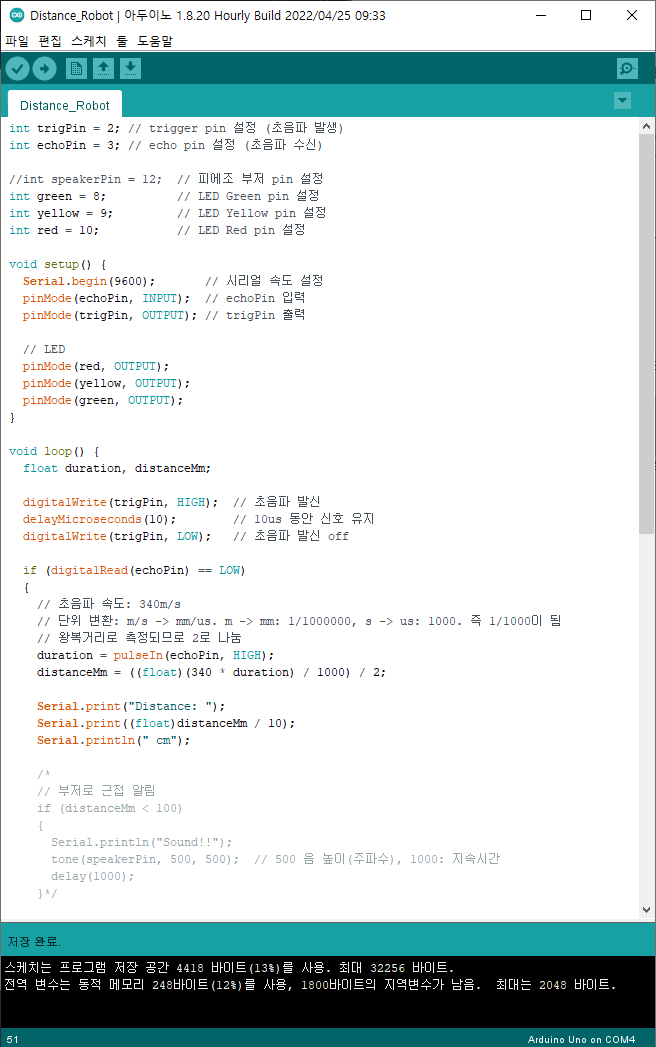 Distance_Robot | 아두이노 1.8.20 Hourly Build 2022/04/25 09:33
파일 편집 스케치 툴 도움말
Distance_Robot
int trigPin = 2; // trigger pin 설정 (초음파 발생)
int echoPin = 3; // echo pin 설정 (초음파 수신)
//int speakerPin = 12;  // 피에조 부저 pin 설정
int green = 8;          // LED Green pin 설정
int yellow = 9;         // LED Yellow pin 설정
int red = 10;           // LED Red pin 설정
void setup() {
  Serial.begin(9600);       // 시리얼 속도 설정
  pinMode(echoPin, INPUT);  // echoPin 입력
  pinMode(trigPin, OUTPUT); // trigPin 출력
  // LED
  pinMode(red, OUTPUT);
  pinMode(yellow, OUTPUT);
  pinMode(green, OUTPUT);
}
void loop() {
  float duration, distanceMm;
  digitalWrite(trigPin, HIGH);  // 초음파 발신
  delayMicroseconds(10);        // 10us 동안 신호 유지
  digitalWrite(trigPin, LOW);   // 초음파 발신 off
  if (digitalRead(echoPin) == LOW)
  {
    // 초음파 속도: 340m/s
    // 단위 변환: m/s -> mm/us. m -> mm: 1/1000000, s -> us: 1000. 즉 1/1000이 됨
    // 왕복거리로 측정되므로 2로 나눔
    duration = pulseIn(echoPin, HIGH);
    distanceMm = ((float)(340 * duration) / 1000) / 2;
    Serial.print("Distance: ");
    Serial.print((float)distanceMm / 10);
    Serial.println(" cm");
    /*
    // 부저로 근접 알림
    if (distanceMm < 100)
    {
      Serial.println("Sound!!");
      tone(speakerPin, 500, 500);  // 500 음 높이(주파수), 1000: 지속시간
      delay(1000);
    }*/
저장 완료.
스케치는 프로그램 저장 공간 4418 바이트(13%)를 사용. 최대 32256 바이트.
전역 변수는 동적 메모리 248바이트(12%)를 사용, 1800바이트의 지역변수가 남음.  최대는 2048 바이트.
51 Arduino Uno on COM4